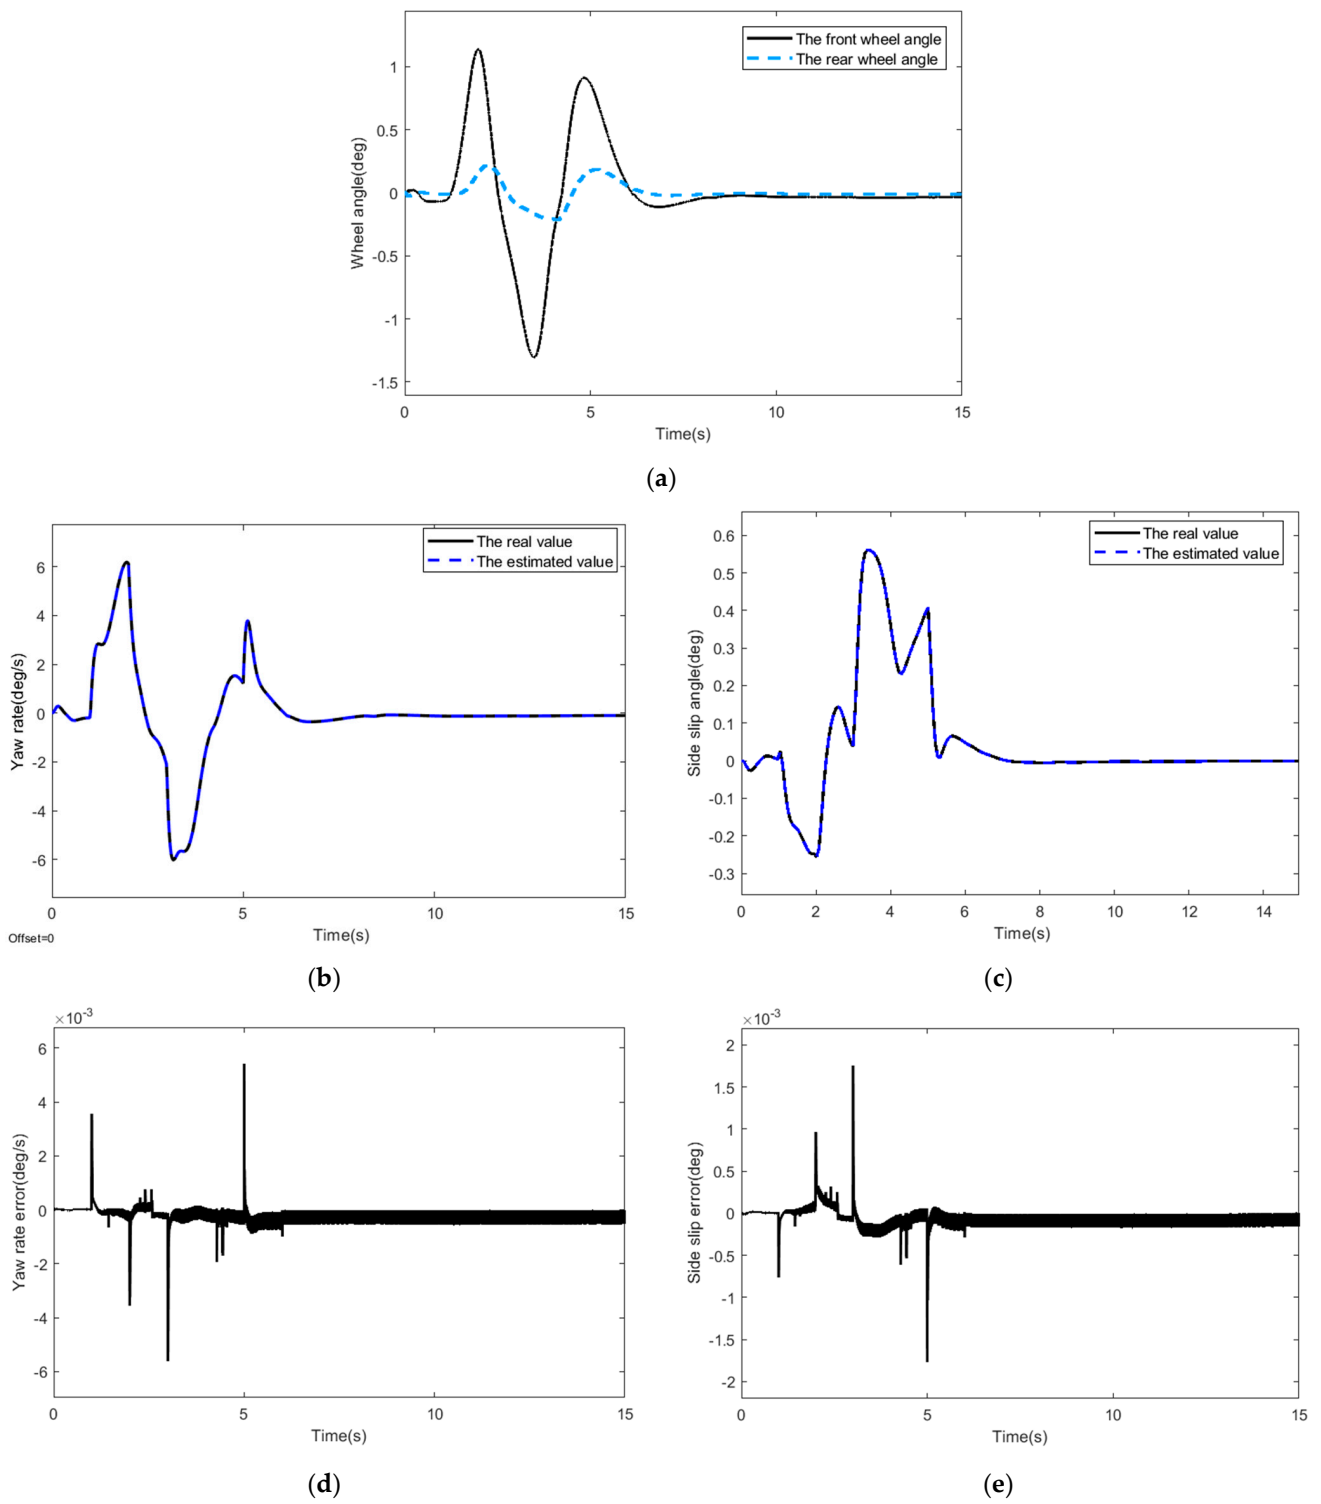 The front wheel angle
The rear wheel angle
1
0.5
0
-0.5
-1
-1.5
Wheel angle(deg)
0 5 10 15
Time(s)
(a)
The real value
The estimated value
6
4
2
0
-2
-4
-6
Yaw rate(deg/s)
0 5 10 15
Offset=0
Time(s)
(b)
The real value
The estimated value
0.6
0.5
0.4
0.3
0.2
0.1
0
-0.1
-0.2
-0.3
Side slip angle(deg)
0 2 4 6 8 10 12 14
Time(s)
(c)
×10-3
6
4
2
0
-2
-4
-6
Yaw rate error(deg/s)
0 5 10 15
Time(s)
(d)
×10-3
2
1.5
1
0.5
0
-0.5
-1
-1.5
-2
Side slip error(deg)
0 5 10 15
Time(s)
(e)